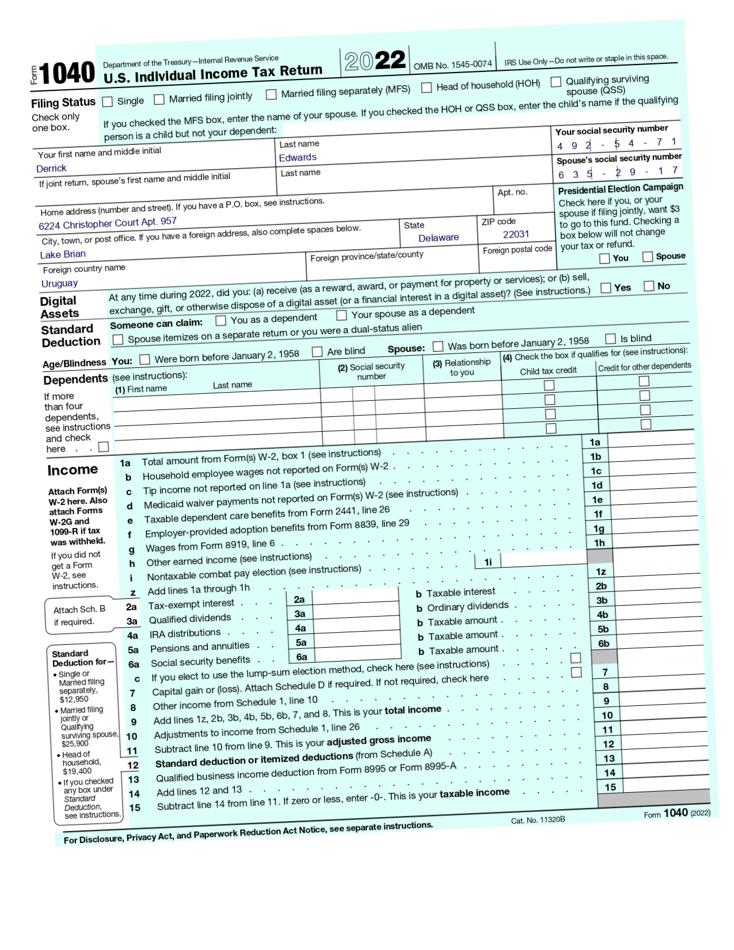 Form 1040 Department of the Treasury—Internal Revenue Service
U.S. Individual Income Tax Return 2022 OMB No. 1545-0074 IRS Use Only—Do not write or staple in this space.
Filing Status Single Married filing jointly Married filing separately (MFS) Head of household (HOH) Qualifying surviving spouse (QSS)
Check only one box.
If you checked the MFS box, enter the name of your spouse. If you checked the HOH or QSS box, enter the child's name if the qualifying
person is a child but not your dependent:
Your first name and middle initial Last name Your social security number
Derrick Edwards 492-54-71
If joint return, spouse's first name and middle initial Last name Spouse's social security number
635-29-17
Home address (number and street). If you have a P.O. box, see instructions. Apt. no.
6224 Christopher Court Apt. 957
City, town, or post office. If you have a foreign address, also complete spaces below. State ZIP code
Lake Brian Delaware 22031
Foreign country name Foreign province/state/county Foreign postal code
Uruguay
Presidential Election Campaign
Check here if you, or your
spouse if filing jointly, want $3
to go to this fund. Checking a
box below will not change
your tax or refund.
You Spouse
Digital Assets
At any time during 2022, did you: (a) receive (as a reward, award, or payment for property or services); or (b) sell,
exchange, gift, or otherwise dispose of a digital asset (or a financial interest in a digital asset)? (See instructions.) Yes No
Standard Deduction
Someone can claim: You as a dependent Your spouse as a dependent
Spouse itemizes on a separate return or you were a dual-status alien
Age/Blindness You: Were born before January 2, 1958 Are blind Spouse: Was born before January 2, 1958 Is blind
Dependents (see instructions): (2) Social security number (3) Relationship to you (4) Check the box if qualifies for (see instructions):
(1) First name Last name Child tax credit Credit for other dependents
If more
than four
dependents,
see instructions
and check
here . .
Income
Attach Form(s)
W-2 here. Also
attach Forms
W-2G and
1099-R if tax
was withheld.
If you did not
get a Form
W-2, see
instructions.
1a Total amount from Form(s) W-2, box 1 (see instructions) 1a
b Household employee wages not reported on Form(s) W-2 1b
c Tip income not reported on line 1a (see instructions) 1c
d Medicaid waiver payments not reported on Form(s) W-2 (see instructions) 1d
e Taxable dependent care benefits from Form 2441, line 26 1e
f Employer-provided adoption benefits from Form 8839, line 29 1f
g Wages from Form 8919, line 6 1g
h Other earned income (see instructions) 1h
i Nontaxable combat pay election (see instructions) 1i
z Add lines 1a through 1h 1z
Attach Sch. B
if required.
2a Tax-exempt interest 2a b Taxable interest 2b
3a Qualified dividends 3a b Ordinary dividends 3b
4a IRA distributions 4a b Taxable amount 4b
5a Pensions and annuities 5a b Taxable amount 5b
6a Social security benefits 6a b Taxable amount 6b
c If you elect to use the lump-sum election method, check here (see instructions)
7 Capital gain or (loss). Attach Schedule D if required. If not required, check here 7
8 Other income from Schedule 1, line 10 8
9 Add lines 1z, 2b, 3b, 4b, 5b, 6b, 7, and 8. This is your total income 9
10 Adjustments to income from Schedule 1, line 26 10
11 Subtract line 10 from line 9. This is your adjusted gross income 11
12 Standard deduction or itemized deductions (from Schedule A) 12
13 Qualified business income deduction from Form 8995 or Form 8995-A 13
14 Add lines 12 and 13 14
15 Subtract line 14 from line 11. If zero or less, enter -0-. This is your taxable income 15
Standard
Deduction for—
• Single or
Married filing
separately,
$12,950
• Married filing
jointly or
Qualifying
surviving spouse,
$25,900
• Head of
household,
$19,400
• If you checked
any box under
Standard
Deduction,
see instructions.
For Disclosure, Privacy Act, and Paperwork Reduction Act Notice, see separate instructions. Cat. No. 11320B Form 1040 (2022)